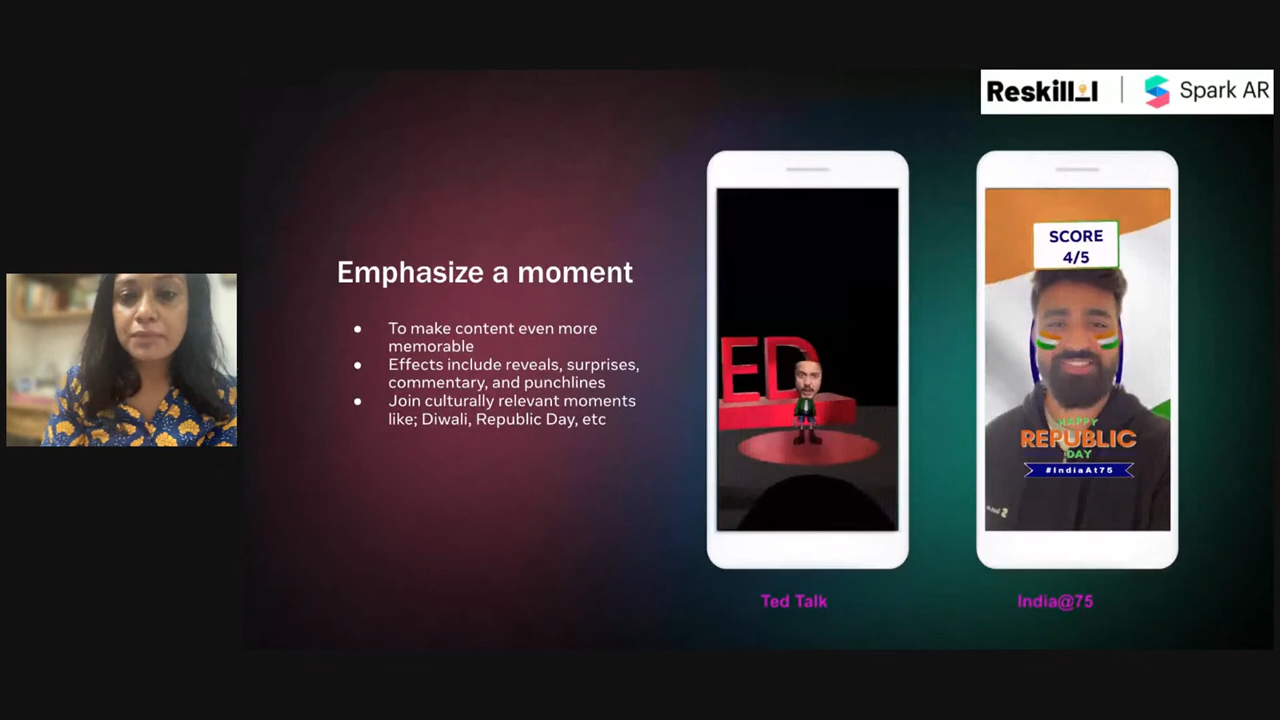 Reskill
Spark AR
Emphasize a moment
● To make content even more
memorable
● Effects include reveals, surprises,
commentary, and punchlines
● Join culturally relevant moments
like; Diwali, Republic Day, etc
ED
SCORE
4/5
HAPPY
REPUBLIC
DAY
#IndiaAt75
Ted Talk
India@75